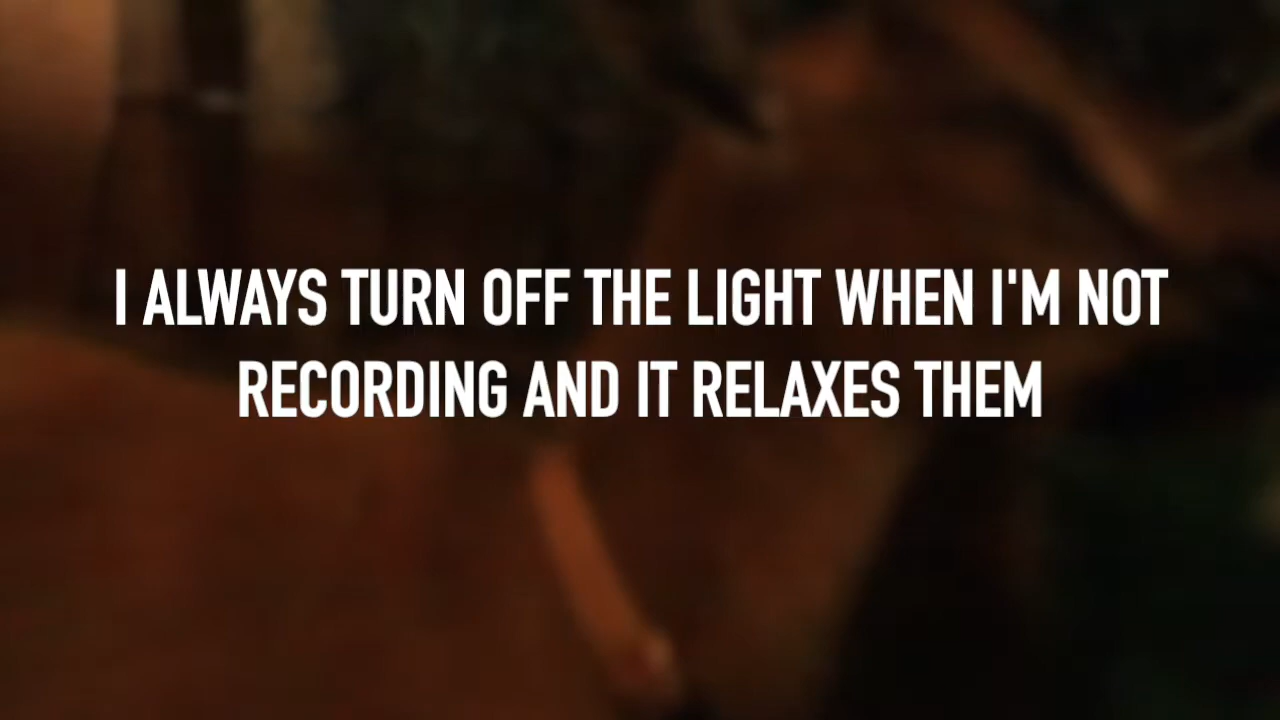 I ALWAYS TURN OFF THE LIGHT WHEN I'M NOT
RECORDING AND IT RELAXES THEM